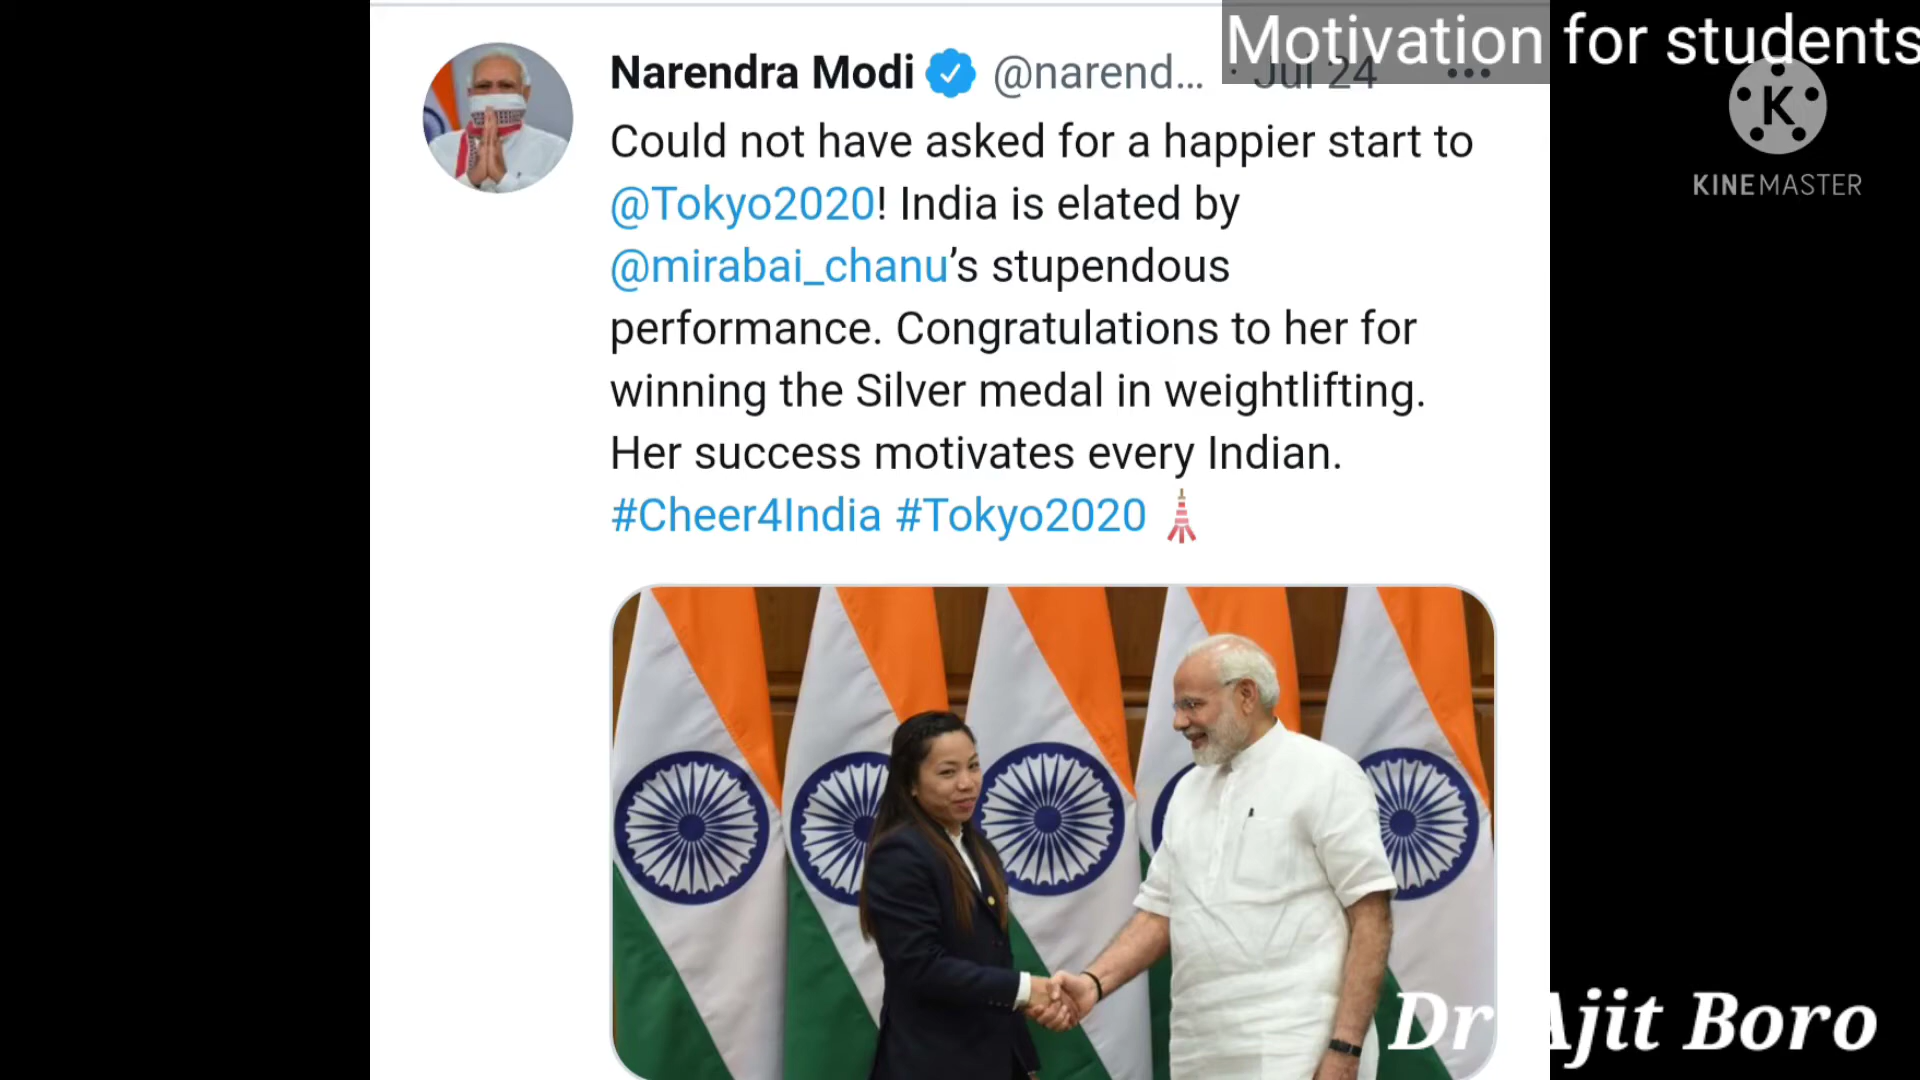 Motivation for students
Narendra Modi @narend... · Jul 24
Could not have asked for a happier start to
@Tokyo2020! India is elated by
@mirabai_chanu’s stupendous
performance. Congratulations to her for
winning the Silver medal in weightlifting.
Her success motivates every Indian.
#Cheer4India #Tokyo2020
K
KINEMASTER
Dr Ajit Boro